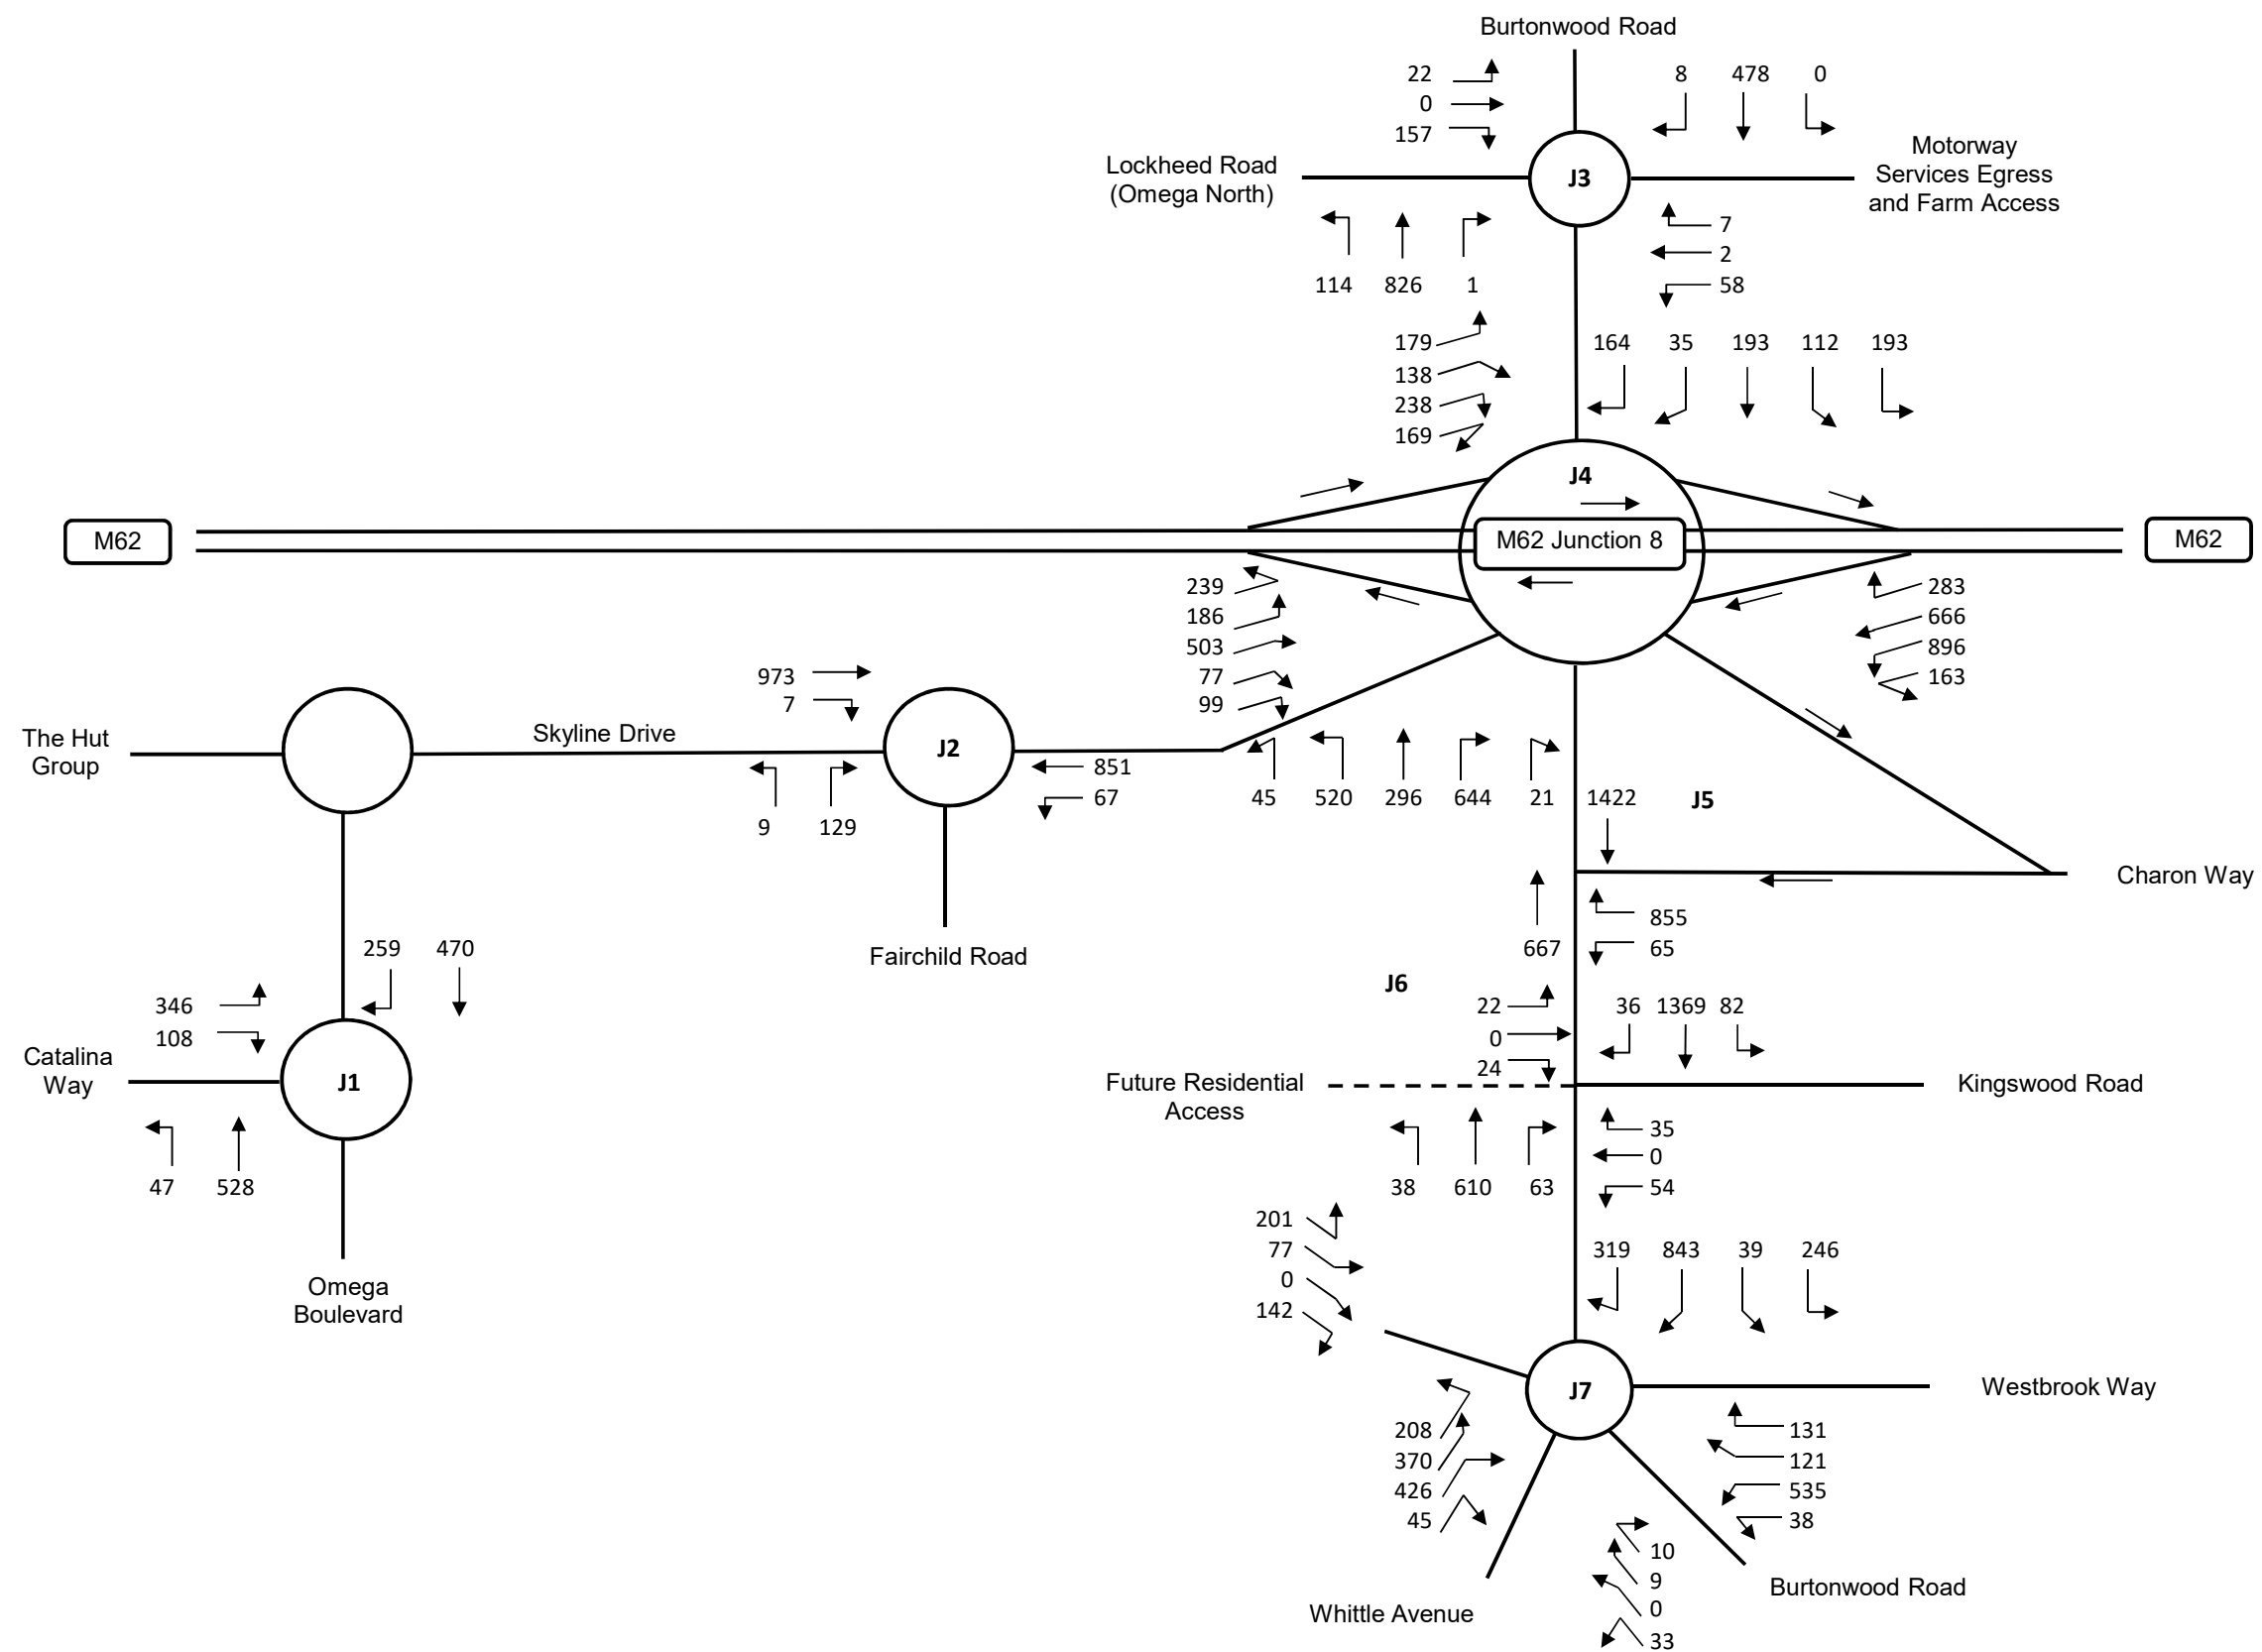 Burtonwood Road
22
8 478 0
0
157
Motorway
Services Egress
and Farm Access
Lockheed Road
(Omega North)
J3
7
2
58
114 826 1
179
138
238
169
164 35 193 112 193
J4
M62
M62 Junction 8
M62
239
186
503
77
99
283
666
896
163
973
7
The Hut
Group
Skyline Drive
J2
851
67
9 129
45 520 296 644 21
1422
J5
Charon Way
Fairchild Road
667
855
65
259 470
346
108
J6
22
0
24
36 1369 82
Catalina
Way
J1
Future Residential
Access
Kingswood Road
47 528
38 610 63
35
0
54
Omega
Boulevard
201
77
0
142
319 843 39 246
J7
Westbrook Way
208
370
426
45
131
121
535
38
10
9
0
33
Burtonwood Road
Whittle Avenue